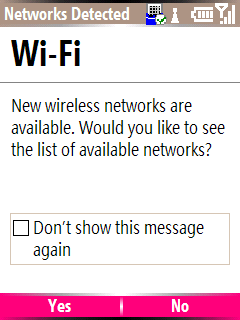 Networks Detected
Wi-Fi
New wireless networks are
available. Would you like to see
the list of available networks?
Don't show this message
again
Yes No